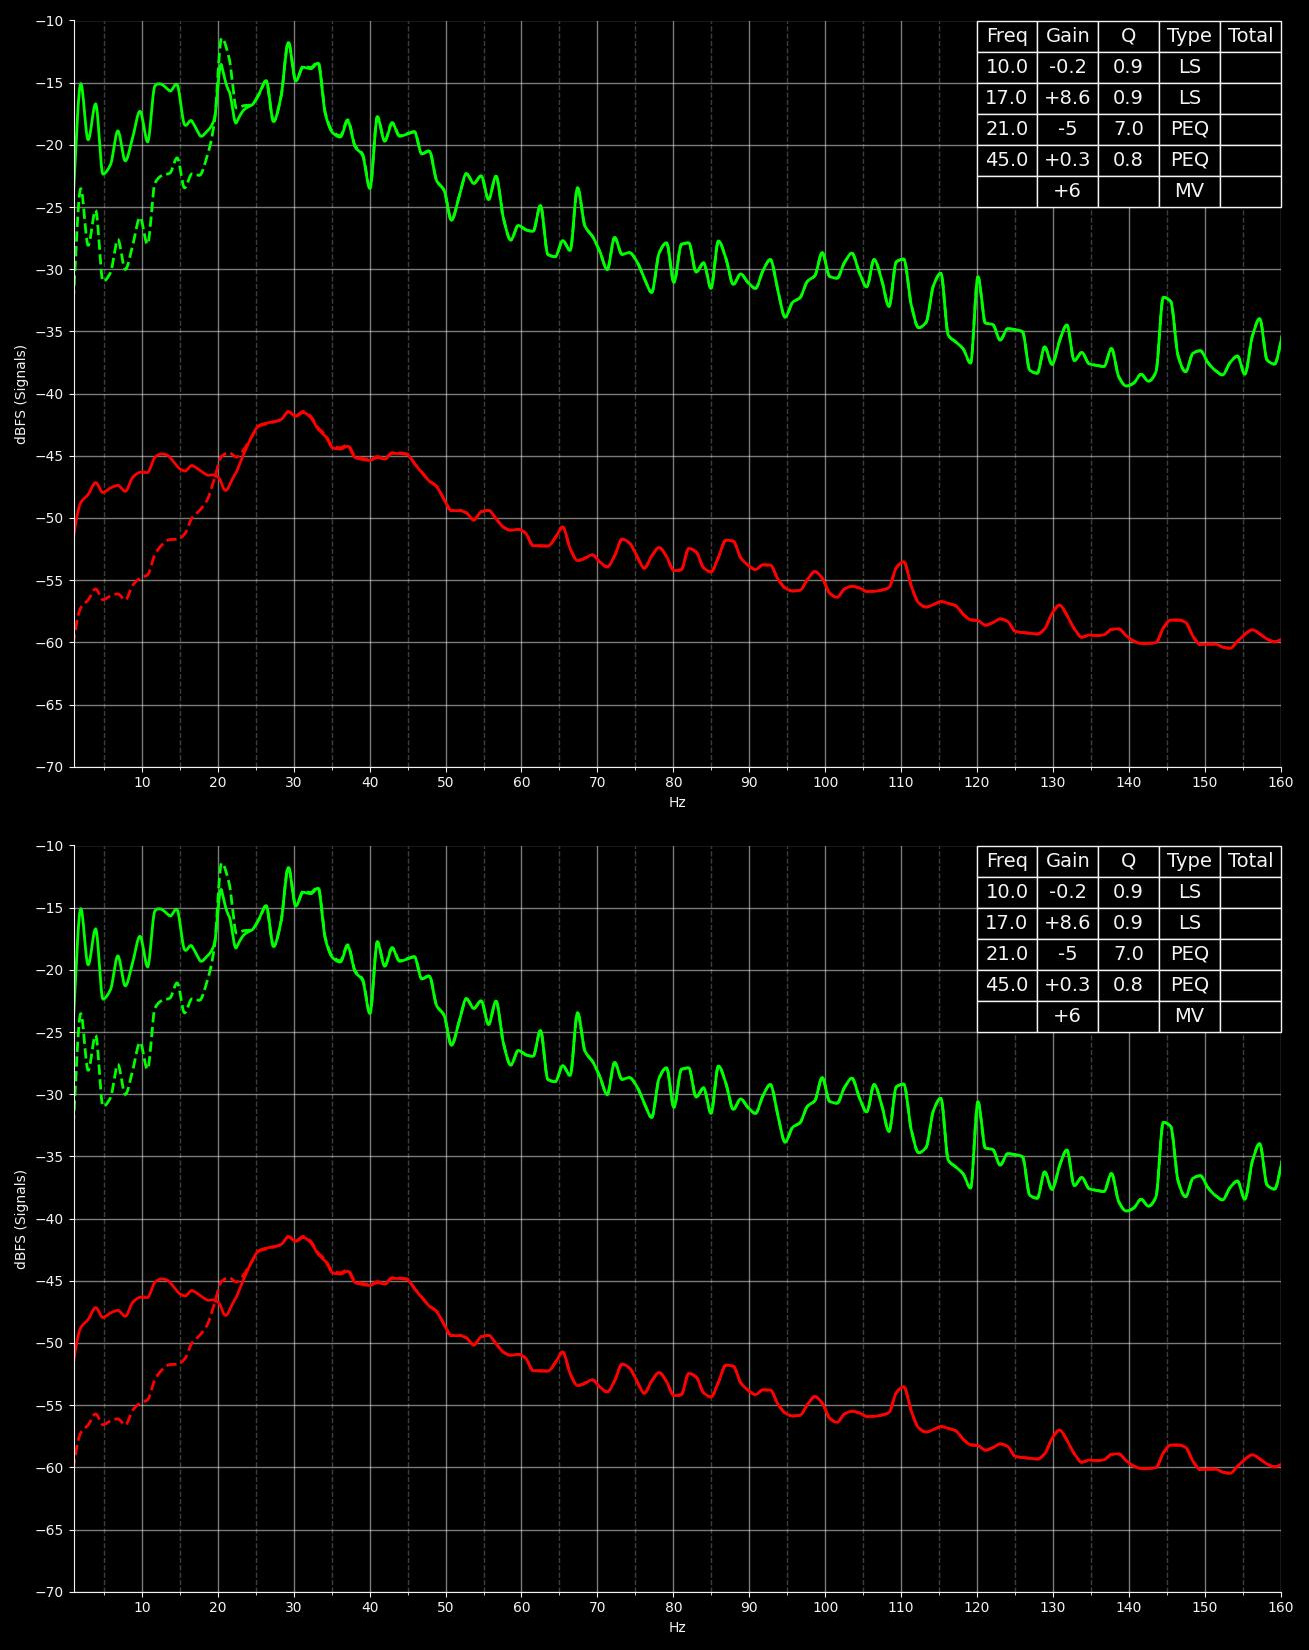 Freq Gain Q Type Total
10.0 -0.2 0.9 LS
17.0 +8.6 0.9 LS
21.0 -5 7.0 PEQ
45.0 +0.3 0.8 PEQ
+6 MV
−10
−15
−20
−25
−30
−35
−40
−45
−50
−55
−60
−65
−70
dBFS (Signals)
10 20 30 40 50 60 70 80 90 100 110 120 130 140 150 160
Hz
Freq Gain Q Type Total
10.0 -0.2 0.9 LS
17.0 +8.6 0.9 LS
21.0 -5 7.0 PEQ
45.0 +0.3 0.8 PEQ
+6 MV
−10
−15
−20
−25
−30
−35
−40
−45
−50
−55
−60
−65
−70
dBFS (Signals)
10 20 30 40 50 60 70 80 90 100 110 120 130 140 150 160
Hz